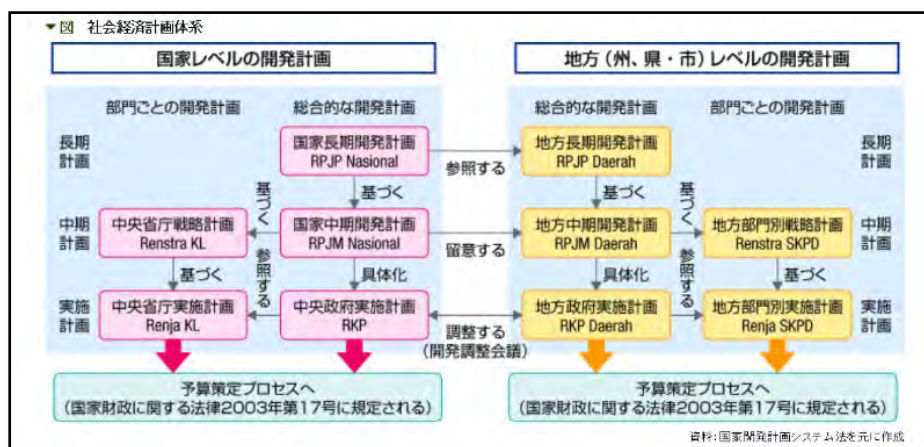 ▼図 社会経済計画体系
国家レベルの開発計画
地方（州、県・市）レベルの開発計画
部門ごとの開発計画
総合的な開発計画
総合的な開発計画
部門ごとの開発計画
長期
計画
国家長期開発計画
RPJP Nasional
参照する
地方長期開発計画
RPJP Daerah
長期
計画
基づく
基づく
基づく
基づく
中期
計画
中央省庁戦略計画
Renstra KL
国家中期開発計画
RPJM Nasional
留意する
地方中期開発計画
RPJM Daerah
地方部門別戦略計画
Renstra SKPD
中期
計画
基づく
参照する
具体化
具体化
参照する
基づく
実施
計画
中央省庁実施計画
Renja KL
中央政府実施計画
RKP
調整する
（開発調整会議）
地方政府実施計画
RKP Daerah
地方部門別実施計画
Renja SKPD
実施
計画
予算策定プロセスへ
（国家財政に関する法律2003年第17号に規定される）
予算策定プロセスへ
（国家財政に関する法律2003年第17号に規定される）
資料:国家開発計画システム法を元に作成